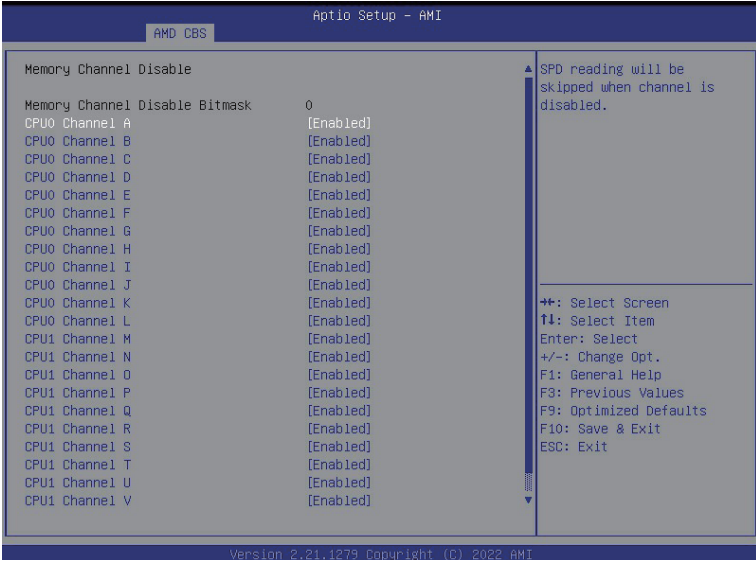 Aptio Setup - AMI
AMD CBS
Memory Channel Disable
Memory Channel Disable Bitmask 0
CPU0 Channel A [Enabled]
CPU0 Channel B [Enabled]
CPU0 Channel C [Enabled]
CPU0 Channel D [Enabled]
CPU0 Channel E [Enabled]
CPU0 Channel F [Enabled]
CPU0 Channel G [Enabled]
CPU0 Channel H [Enabled]
CPU0 Channel I [Enabled]
CPU0 Channel J [Enabled]
CPU0 Channel K [Enabled]
CPU0 Channel L [Enabled]
CPU1 Channel M [Enabled]
CPU1 Channel N [Enabled]
CPU1 Channel O [Enabled]
CPU1 Channel P [Enabled]
CPU1 Channel Q [Enabled]
CPU1 Channel R [Enabled]
CPU1 Channel S [Enabled]
CPU1 Channel T [Enabled]
CPU1 Channel U [Enabled]
CPU1 Channel V [Enabled]
SPD reading will be
skipped when channel is
disabled.
→←: Select Screen
↑↓: Select Item
Enter: Select
+/-: Change Opt.
F1: General Help
F3: Previous Values
F9: Optimized Defaults
F10: Save & Exit
ESC: Exit
Version 2.21.1279 Copyright (C) 2022 AMI